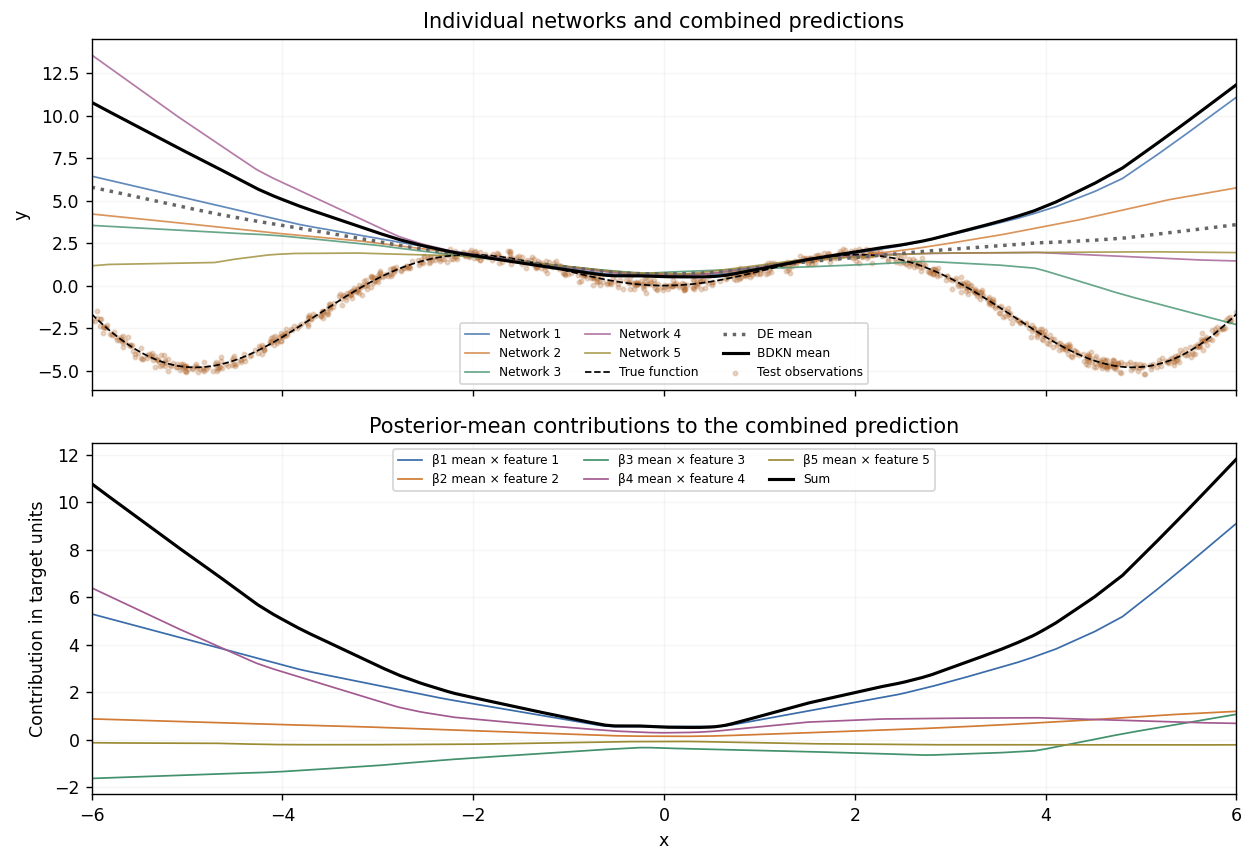 Individual networks and combined predictions
12.5
10.0
7.5
5.0
2.5
0.0
−2.5
−5.0
y
Network 1
Network 2
Network 3
Network 4
Network 5
True function
DE mean
BDKN mean
Test observations
Posterior-mean contributions to the combined prediction
12
10
8
6
4
2
0
−2
Contribution in target units
β1 mean × feature 1
β2 mean × feature 2
β3 mean × feature 3
β4 mean × feature 4
β5 mean × feature 5
Sum
−6 −4 −2 0 2 4 6
x